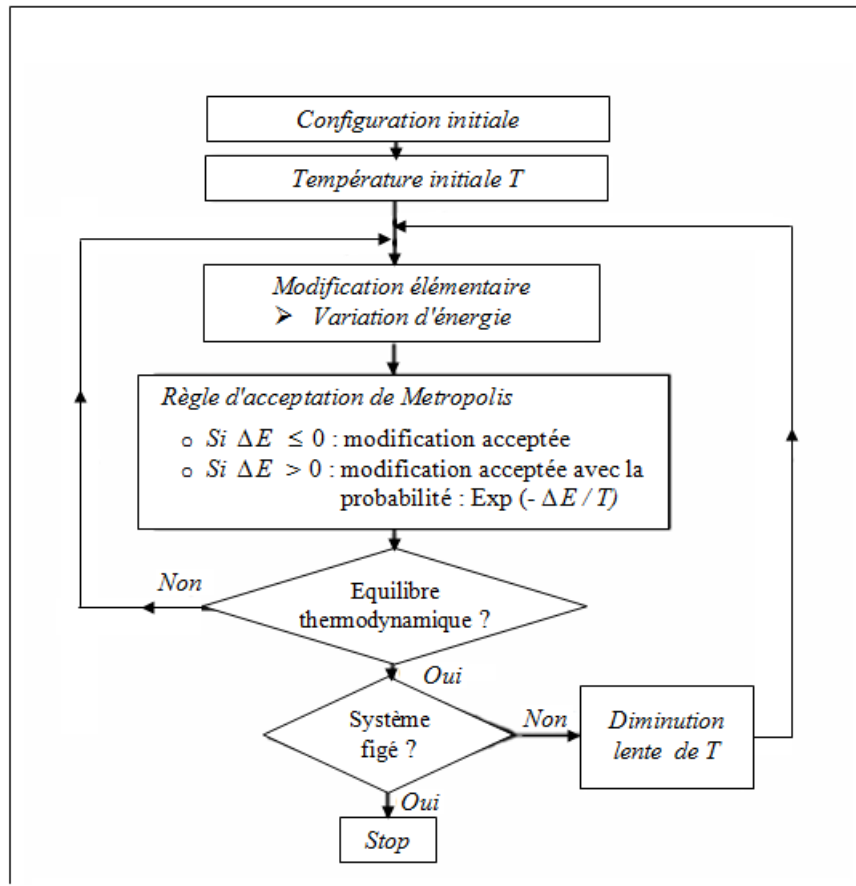 Configuration initiale
Température initiale T
Modification élémentaire
➢ Variation d'énergie
Règle d'acceptation de Metropolis
o Si ΔE ≤ 0 : modification acceptée
o Si ΔE > 0 : modification acceptée avec la
probabilité : Exp (- ΔE / T)
Non
Equilibre
thermodynamique ?
Oui
Système
figé ?
Non
Diminution
lente de T
Oui
Stop